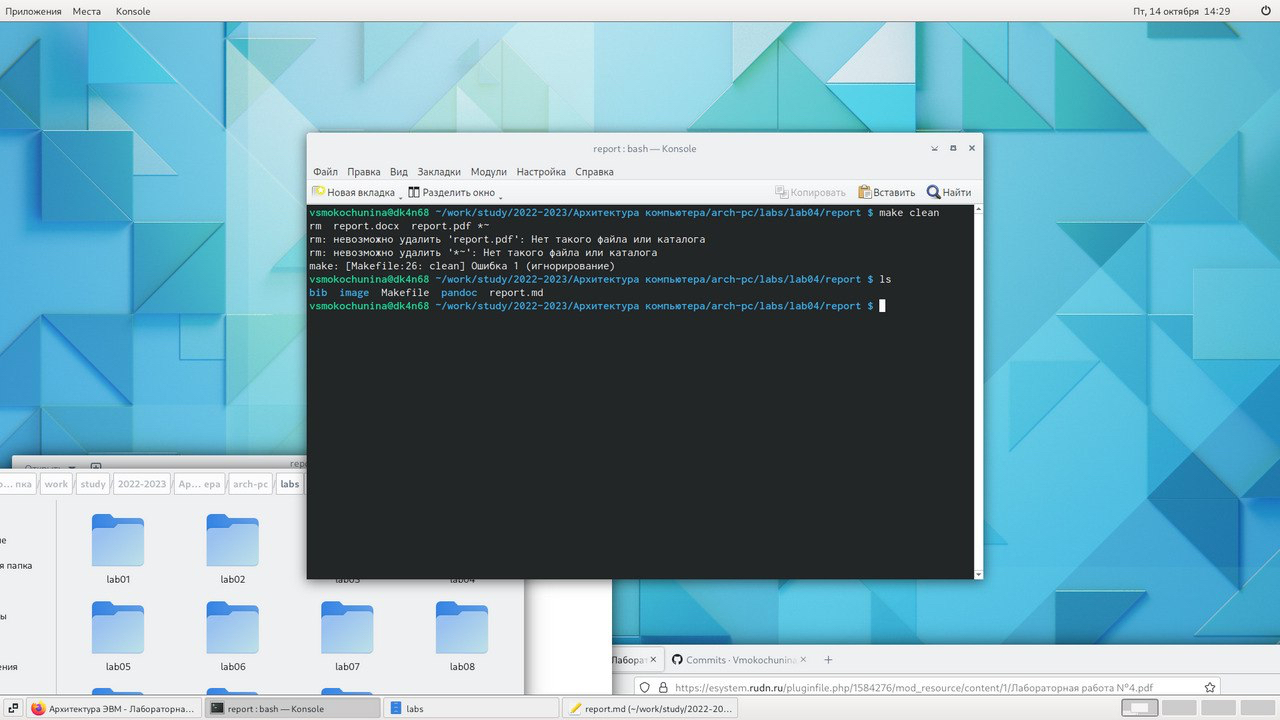 Приложения Места Konsole Пт, 14 октября 14:29
report : bash — Konsole
Файл Правка Вид Закладки Модули Настройка Справка
Новая вкладка Разделить окно Копировать Вставить Найти
vsmokochunina@dk4n68 ~/work/study/2022-2023/Архитектура компьютера/arch-pc/labs/lab04/report $ make clean
rm report.docx report.pdf *~
rm: невозможно удалить 'report.pdf': Нет такого файла или каталога
rm: невозможно удалить '*~': Нет такого файла или каталога
make: [Makefile:26: clean] Ошибка 1 (игнорирование)
vsmokochunina@dk4n68 ~/work/study/2022-2023/Архитектура компьютера/arch-pc/labs/lab04/report $ ls
bib image Makefile pandoc report.md
vsmokochunina@dk4n68 ~/work/study/2022-2023/Архитектура компьютера/arch-pc/labs/lab04/report $
… пка work study 2022-2023 Ар… ера arch-pc labs
я папка
lab01 lab02 lab03 lab04
lab05 lab06 lab07 lab08
Commits · Vmokochunina
https://esystem.rudn.ru/pluginfile.php/1584276/mod_resource/content/1/Лабораторная работа №4.pdf
Архитектура ЭВМ - Лабораторна... report : bash — Konsole labs report.md (~/work/study/2022-20...